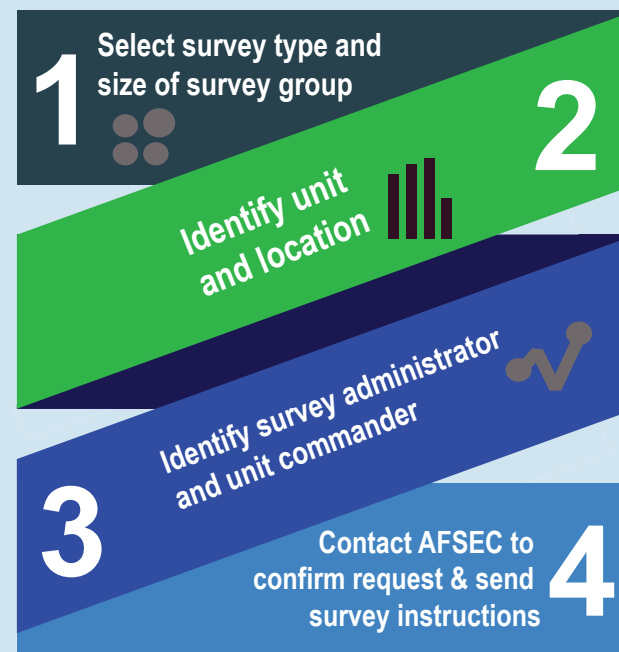 1
Select survey type and
size of survey group
2
Identify unit
and location
3
Identify survey administrator
and unit commander
4
Contact AFSEC to
confirm request & send
survey instructions